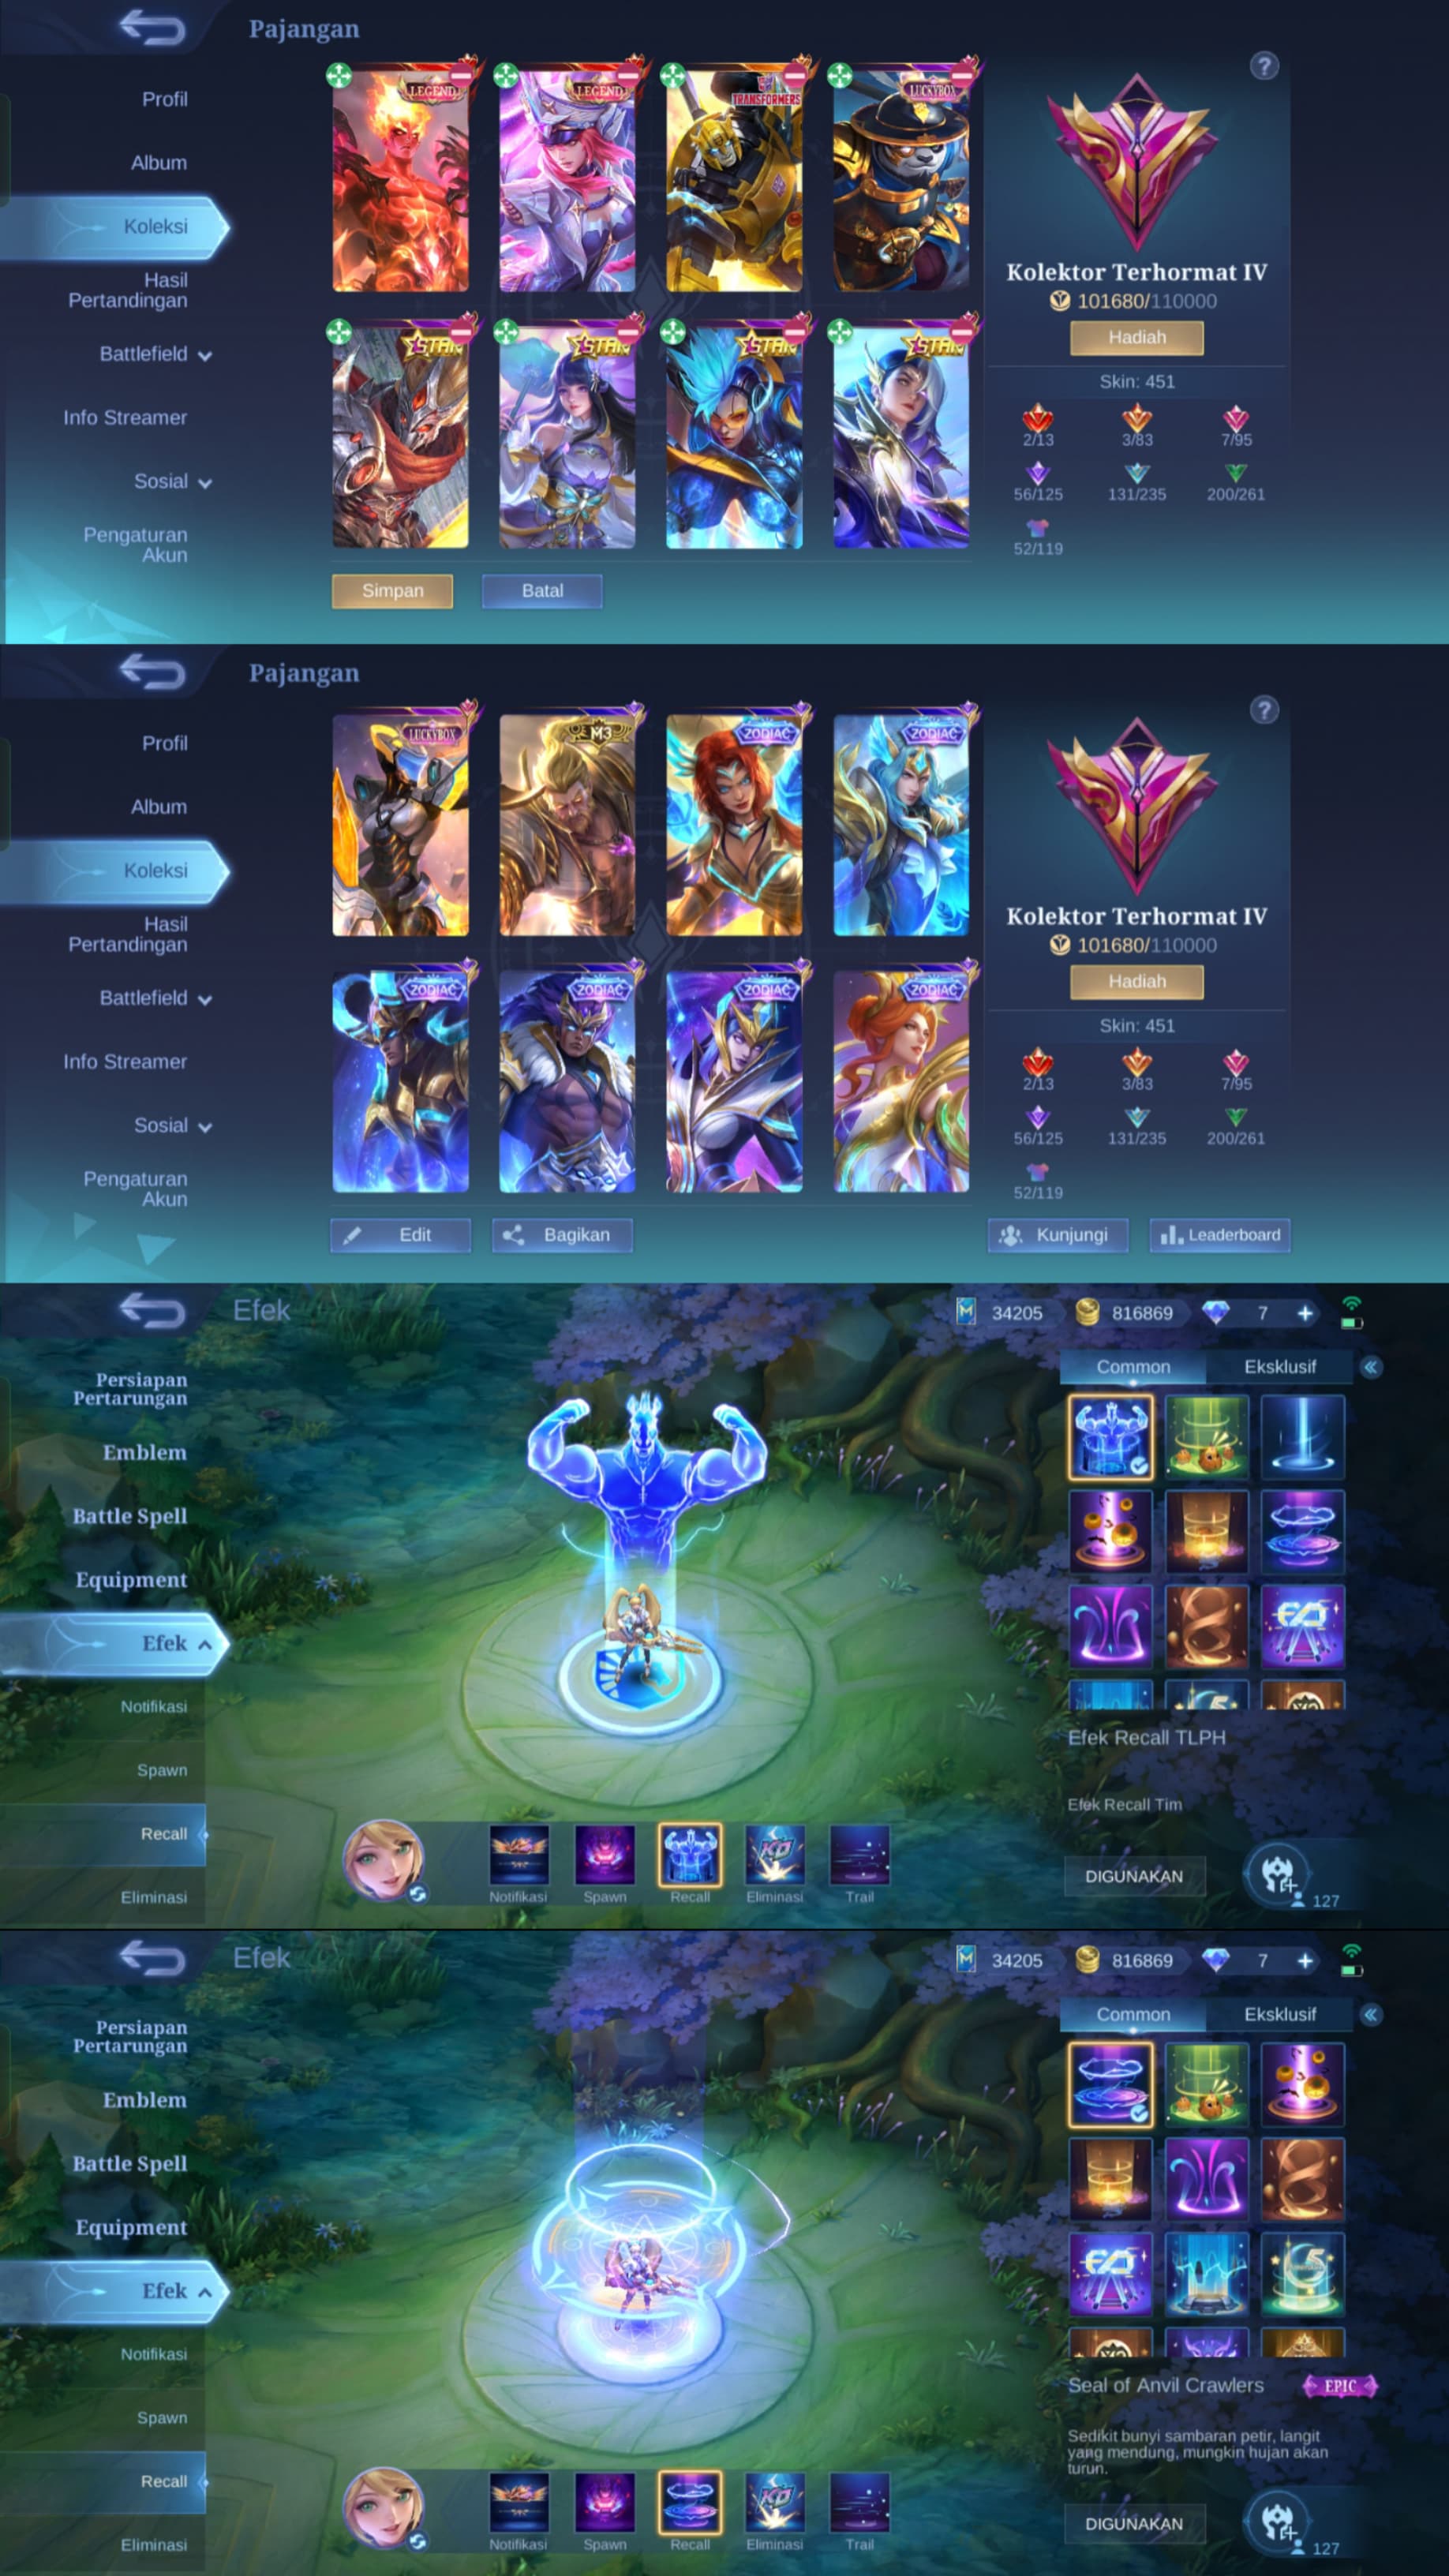 Pajangan
Profil
Album
Koleksi
Hasil
Pertandingan
Battlefield
Info Streamer
Sosial
Pengaturan
Akun
LEGEND
LEGEND
TRANSFORMERS
LUCKYBOX
STAR
STAR
STAR
STAR
Simpan
Batal
?
Kolektor Terhormat IV
101680/110000
Hadiah
Skin: 451
2/13
3/83
7/95
56/125
131/235
200/261
52/119
Pajangan
Profil
Album
Koleksi
Hasil
Pertandingan
Battlefield
Info Streamer
Sosial
Pengaturan
Akun
LUCKYBOX
M3
ZODIAC
ZODIAC
ZODIAC
ZODIAC
ZODIAC
ZODIAC
Edit
Bagikan
?
Kolektor Terhormat IV
101680/110000
Hadiah
Skin: 451
2/13
3/83
7/95
56/125
131/235
200/261
52/119
Kunjungi
Leaderboard
Efek
34205
816869
7
+
Persiapan
Pertarungan
Emblem
Battle Spell
Equipment
Efek
Notifikasi
Spawn
Recall
Eliminasi
Common
Eksklusif
Efek Recall TLPH
Efek Recall Tim
DIGUNAKAN
127
KO
Notifikasi
Spawn
Recall
Eliminasi
Trail
Efek
34205
816869
7
+
Persiapan
Pertarungan
Emblem
Battle Spell
Equipment
Efek
Notifikasi
Spawn
Recall
Eliminasi
Common
Eksklusif
Seal of Anvil Crawlers
EPIC
Sedikit bunyi sambaran petir, langit
yang mendung, mungkin hujan akan
turun.
DIGUNAKAN
127
KO
Notifikasi
Spawn
Recall
Eliminasi
Trail